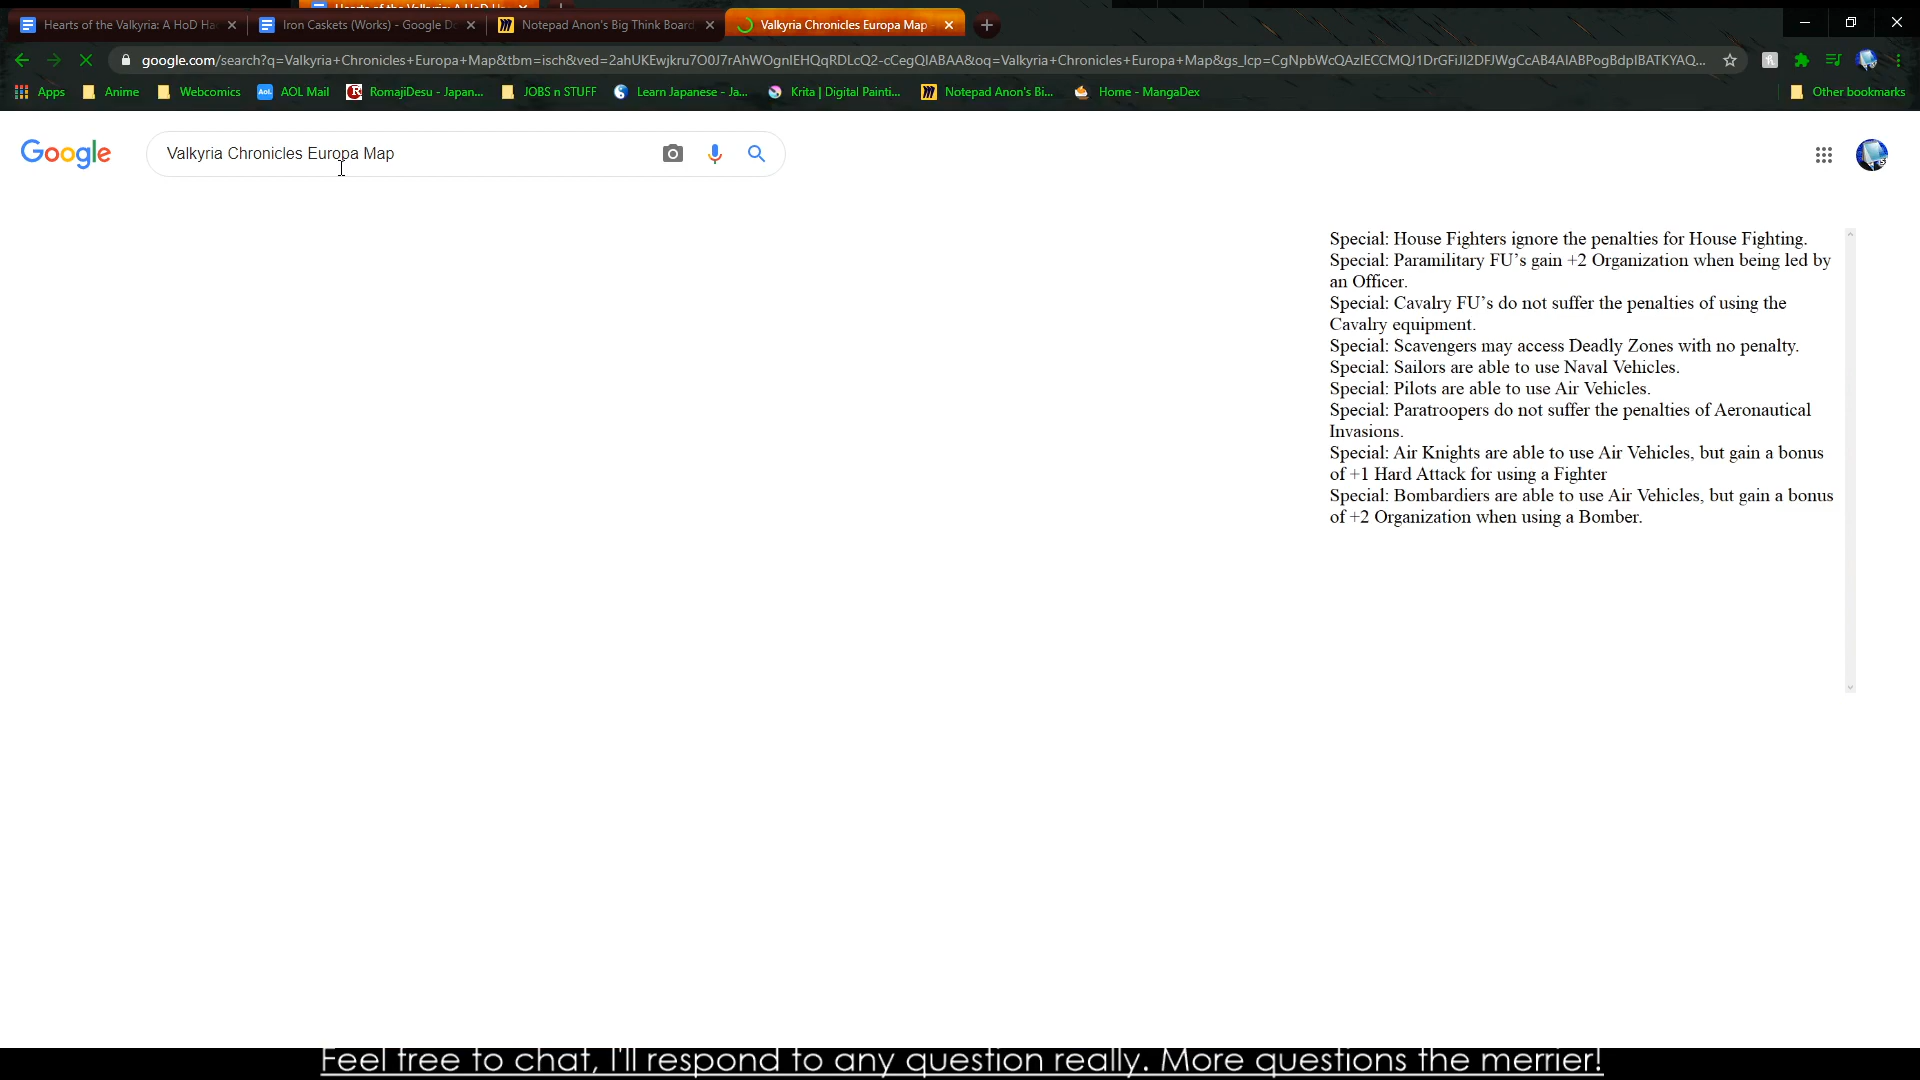 Hearts of the Valkyria: A HoD Ha
Iron Caskets (Works) - Google Do
Notepad Anon's Big Think Board
Valkyria Chronicles Europa Map
google.com/search?q=Valkyria+Chronicles+Europa+Map&tbm=isch&ved=2ahUKEwjkru7O0J7rAhWOgnIEHQqRDLcQ2-cCegQIABAA&oq=Valkyria+Chronicles+Europa+Map&gs_lcp=CgNpbWcQAzIECCMQJ1DrGFiJI2DFJWgCcAB4AIABPogBdpIBATKYAQ...
Apps
Anime
Webcomics
AOL Mail
RomajiDesu - Japan...
JOBS n STUFF
Learn Japanese - Ja...
Krita | Digital Painti...
Notepad Anon's Bi...
Home - MangaDex
Other bookmarks
Google
Valkyria Chronicles Europa Map
Special: House Fighters ignore the penalties for House Fighting.
Special: Paramilitary FU’s gain +2 Organization when being led by
an Officer.
Special: Cavalry FU’s do not suffer the penalties of using the
Cavalry equipment.
Special: Scavengers may access Deadly Zones with no penalty.
Special: Sailors are able to use Naval Vehicles.
Special: Pilots are able to use Air Vehicles.
Special: Paratroopers do not suffer the penalties of Aeronautical
Invasions.
Special: Air Knights are able to use Air Vehicles, but gain a bonus
of +1 Hard Attack for using a Fighter
Special: Bombardiers are able to use Air Vehicles, but gain a bonus
of +2 Organization when using a Bomber.
Feel free to chat, I'll respond to any question really. More questions the merrier!